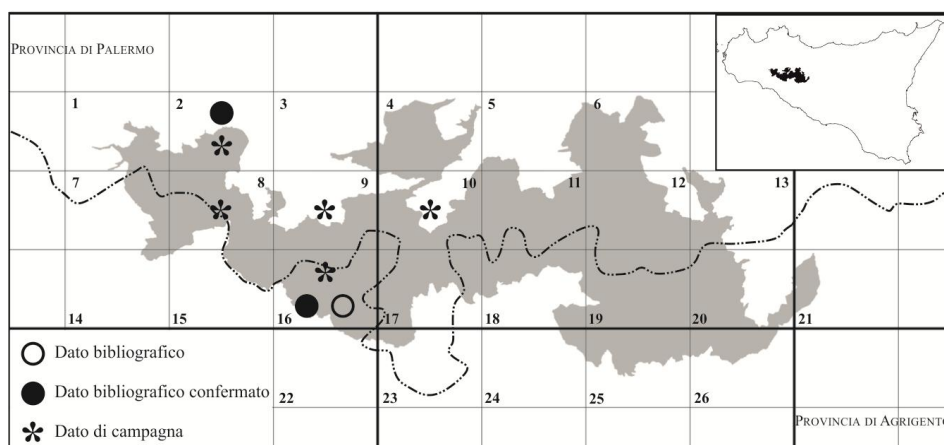 PROVINCIA DI PALERMO
1 2 3 4 5 6
7 8 9 10 11 12 13
14 15 16 17 18 19 20 21
Dato bibliografico
Dato bibliografico confermato
22 23 24 25 26
Dato di campagna
PROVINCIA DI AGRIGENTO